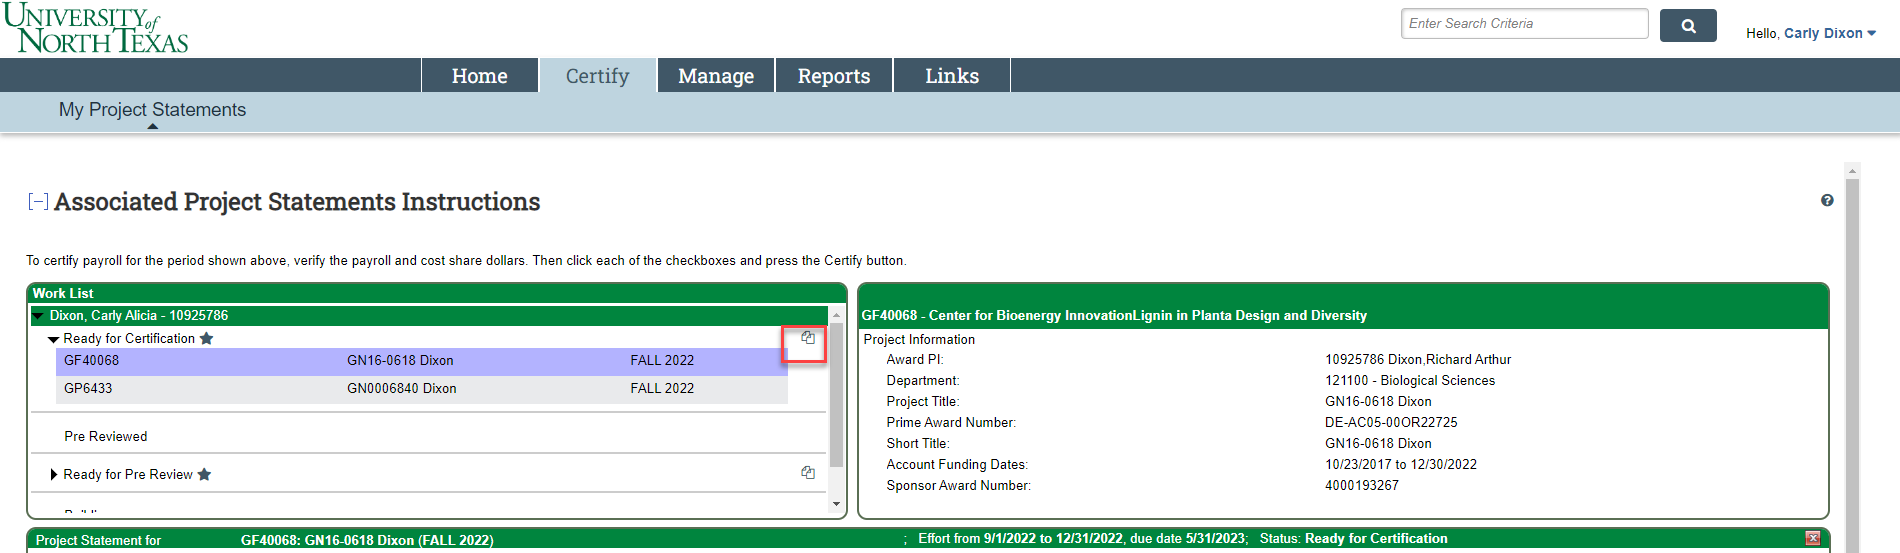 UNIVERSITY of
NORTH TEXAS
Enter Search Criteria
Hello, Carly Dixon
Home Certify Manage Reports Links
My Project Statements
[−] Associated Project Statements Instructions
?
To certify payroll for the period shown above, verify the payroll and cost share dollars. Then click each of the checkboxes and press the Certify button.
Work List
Dixon, Carly Alicia - 10925786
Ready for Certification
GF40068 GN16-0618 Dixon FALL 2022
GP6433 GN0006840 Dixon FALL 2022
Pre Reviewed
Ready for Pre Review
GF40068 - Center for Bioenergy InnovationLignin in Planta Design and Diversity
Project Information
Award PI: 10925786 Dixon,Richard Arthur
Department: 121100 - Biological Sciences
Project Title: GN16-0618 Dixon
Prime Award Number: DE-AC05-00OR22725
Short Title: GN16-0618 Dixon
Account Funding Dates: 10/23/2017 to 12/30/2022
Sponsor Award Number: 4000193267
Project Statement for GF40068: GN16-0618 Dixon (FALL 2022) ; Effort from 9/1/2022 to 12/31/2022, due date 5/31/2023; Status: Ready for Certification